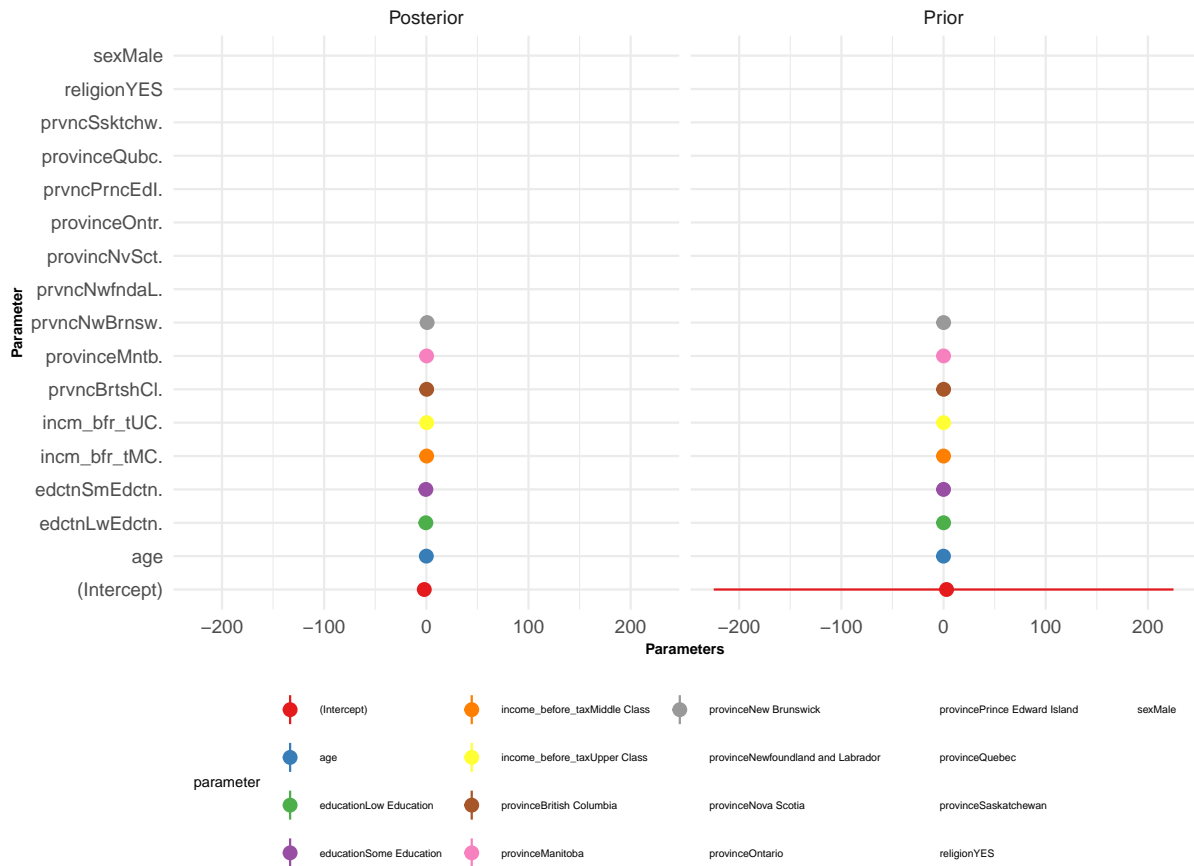 Posterior
Prior
Parameter
sexMale
religionYES
prvncSsktchw.
provinceQubc.
prvncPrncEdI.
provinceOntr.
provincNvSct.
prvncNwfndaL.
prvncNwBrnsw.
provinceMntb.
prvncBrtshCl.
incm_bfr_tUC.
incm_bfr_tMC.
edctnSmEdctn.
edctnLwEdctn.
age
(Intercept)
−200 −100 0 100 200 −200 −100 0 100 200
Parameters
parameter
(Intercept)
age
educationLow Education
educationSome Education
income_before_taxMiddle Class
income_before_taxUpper Class
provinceBritish Columbia
provinceManitoba
provinceNew Brunswick
provinceNewfoundland and Labrador
provinceNova Scotia
provinceOntario
provincePrince Edward Island
provinceQuebec
provinceSaskatchewan
religionYES
sexMale